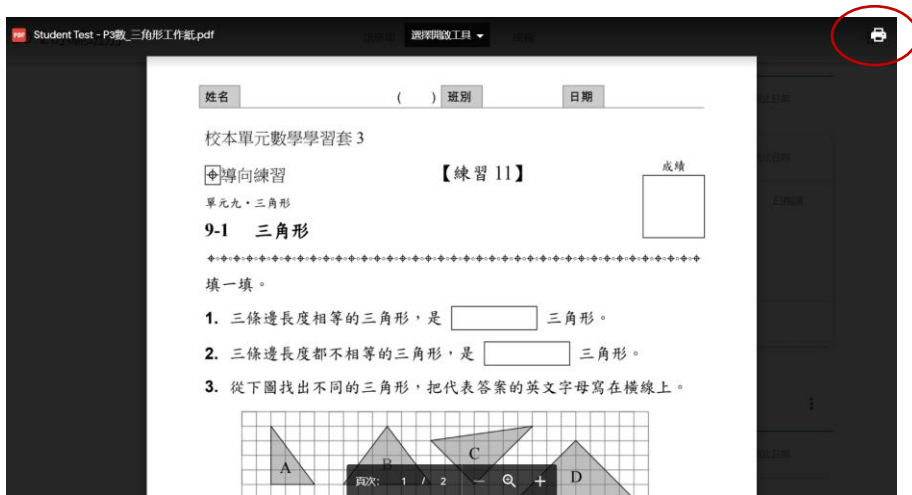 PDF Student Test - P3數_三角形工作紙.pdf 選擇開啟工具
姓名 ( ) 班別 日期
校本單元數學學習套 3
導向練習 【練習 11】 成績
單元九・三角形
9-1 三角形
填一填。
1. 三條邊長度相等的三角形,是 三角形。
2. 三條邊長度都不相等的三角形,是 三角形。
3. 從下圖找出不同的三角形,把代表答案的英文字母寫在橫線上。
A B C D
頁次: 1 / 2